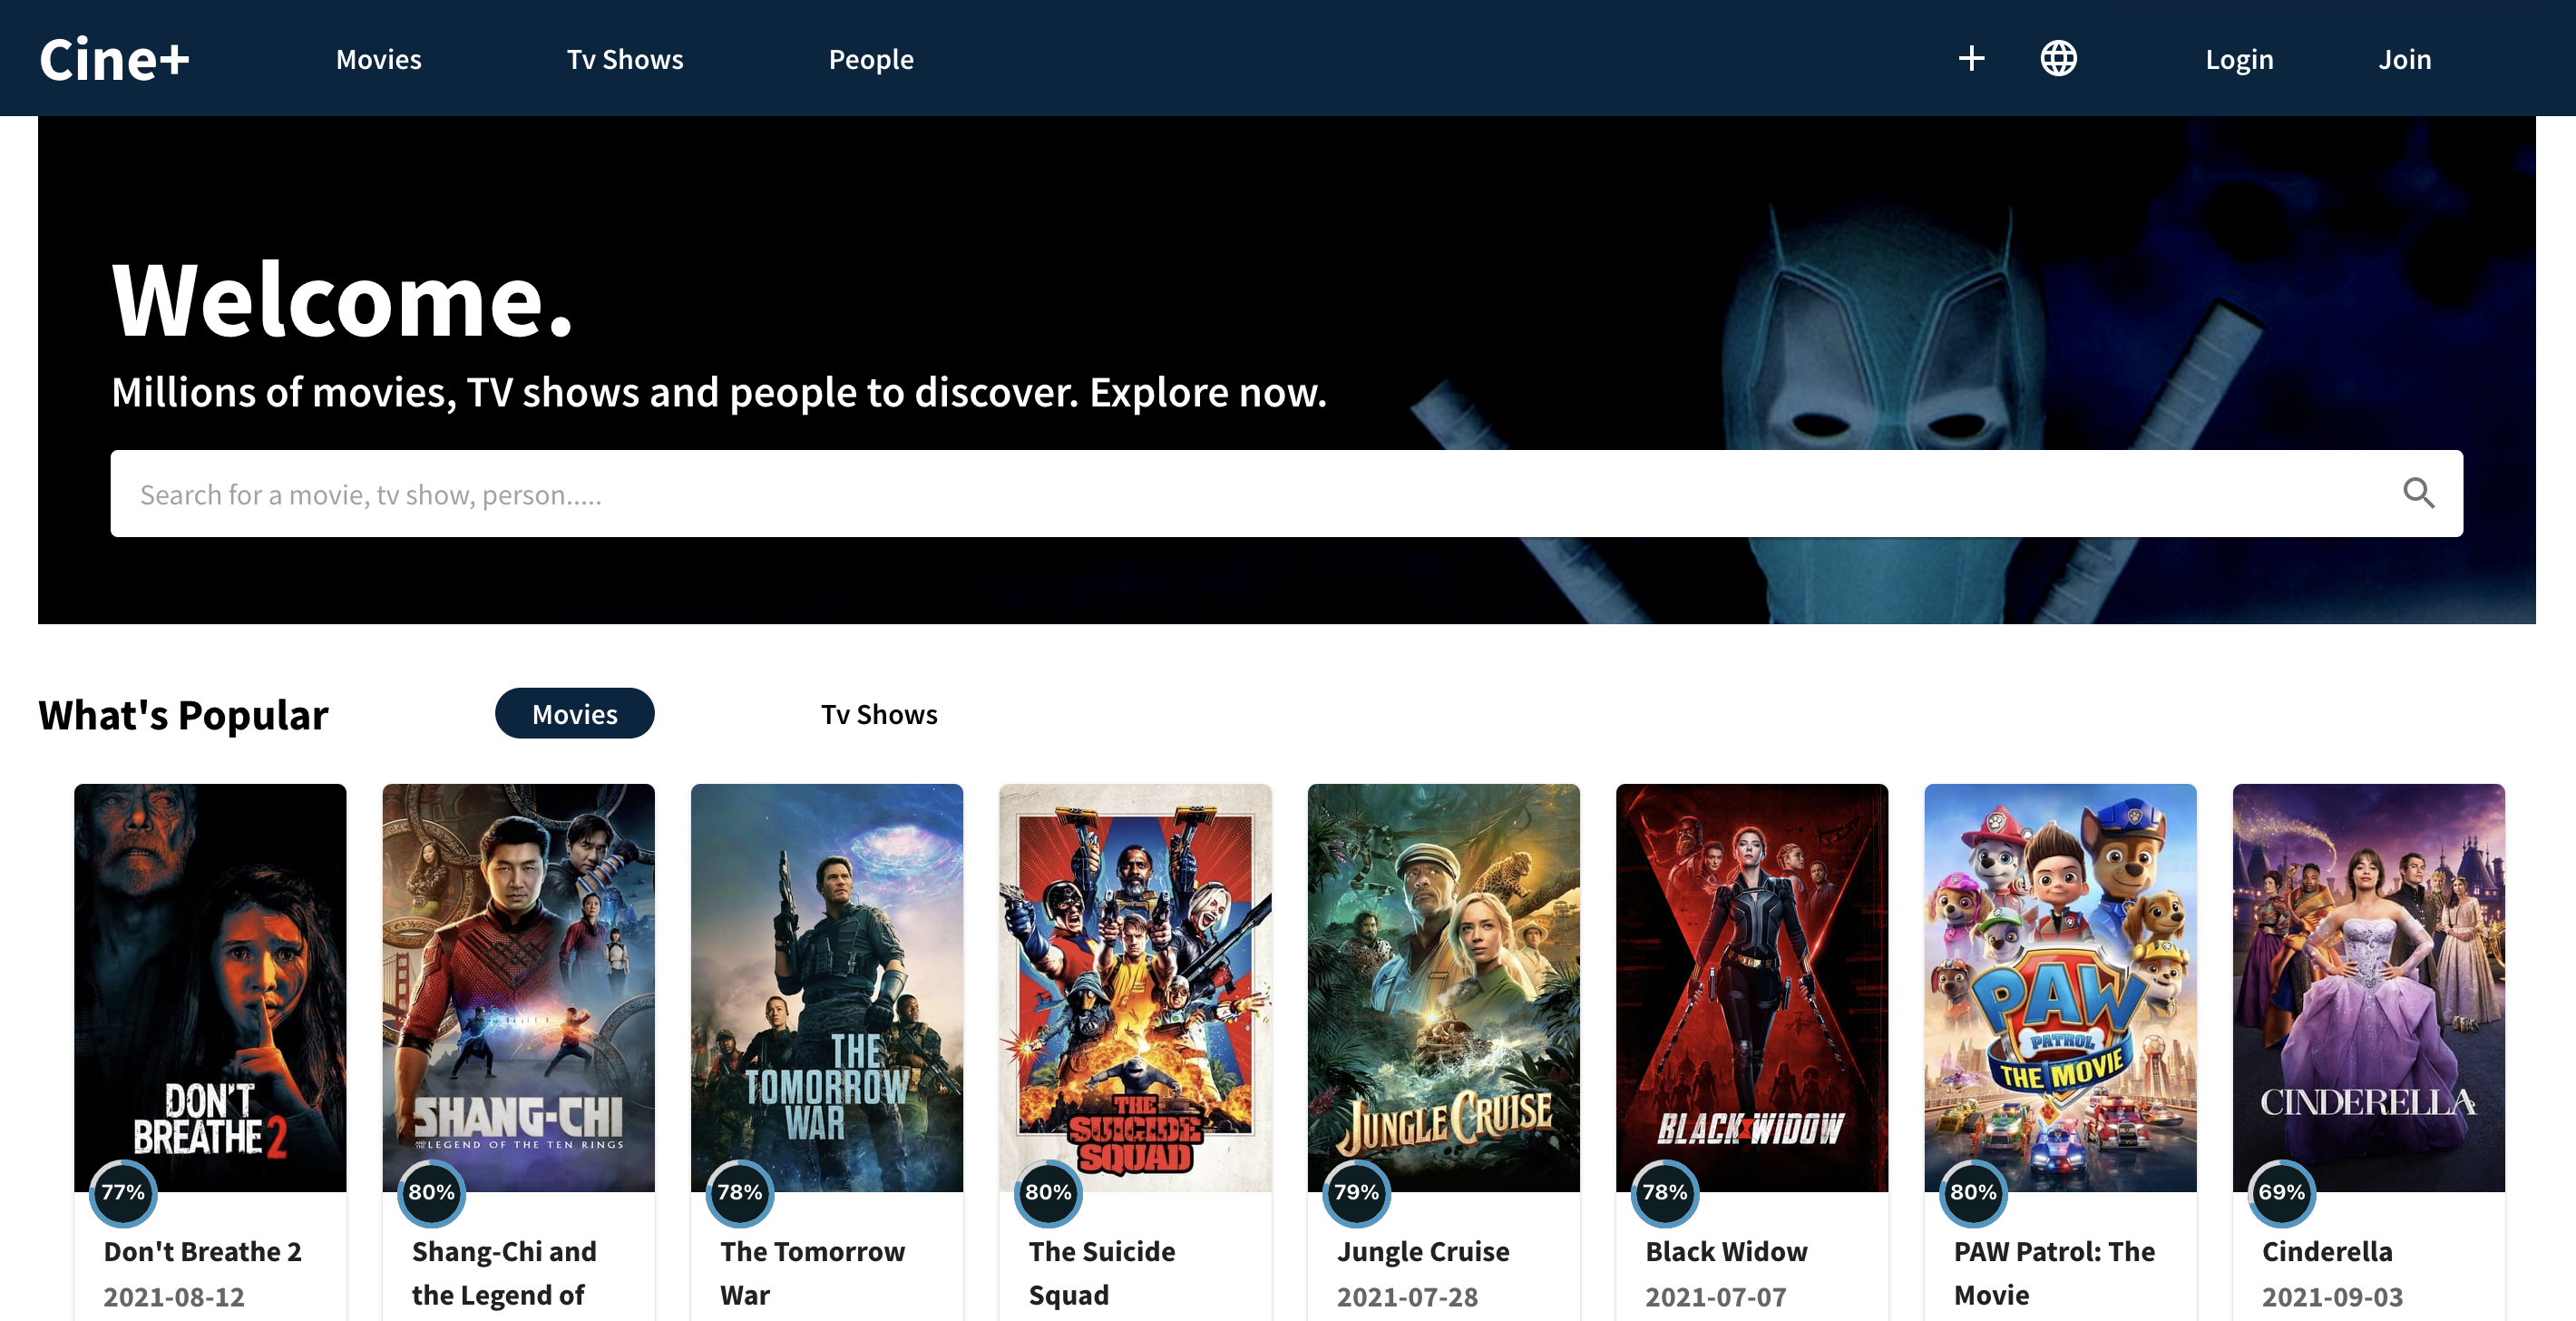 Cine+
Movies
Tv Shows
People
+
Login
Join
Welcome.
Millions of movies, TV shows and people to discover. Explore now.
Search for a movie, tv show, person.....
What's Popular
Movies
Tv Shows
DON'T
BREATHE 2
SHANG-CHI
AND THE LEGEND OF THE TEN RINGS
THE
TOMORROW
WAR
THE
SUICIDE
SQUAD
JUNGLE CRUISE
BLACK WIDOW
PAW
PATROL
THE MOVIE
CINDERELLA
77%
80%
78%
80%
79%
78%
80%
69%
Don't Breathe 2
2021-08-12
Shang-Chi and
the Legend of
The Tomorrow
War
The Suicide
Squad
Jungle Cruise
2021-07-28
Black Widow
2021-07-07
PAW Patrol: The
Movie
Cinderella
2021-09-03